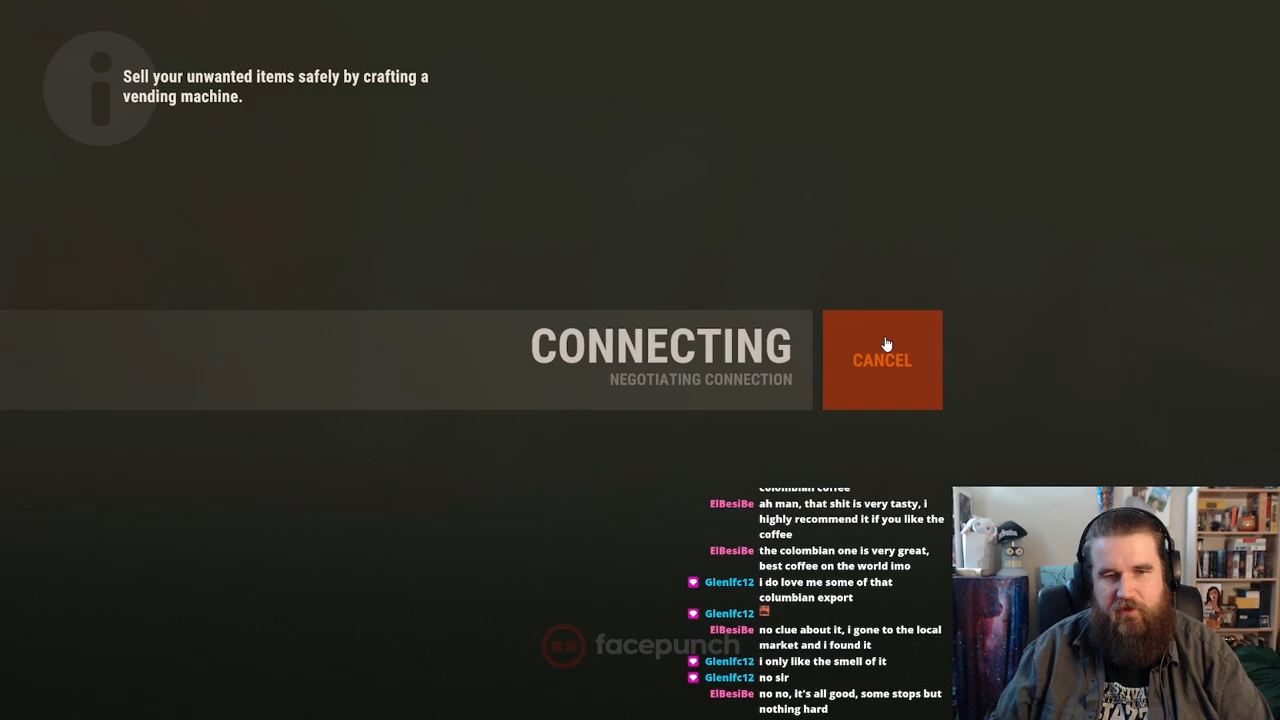 Sell your unwanted items safely by crafting a
vending machine.
CONNECTING
NEGOTIATING CONNECTION
CANCEL
colombian coffee
ElBesiBe ah man, that shit is very tasty, i
highly recommend it if you like the
coffee
ElBesiBe the colombian one is very great,
best coffee on the world imo
Glenlfc12 i do love me some of that
columbian export
Glenlfc12
ElBesiBe no clue about it, i gone to the local
market and i found it
Glenlfc12 i only like the smell of it
Glenlfc12 no sir
ElBesiBe no no, it's all good, some stops but
nothing hard
facepunch
FESTIVAL
JAZZ